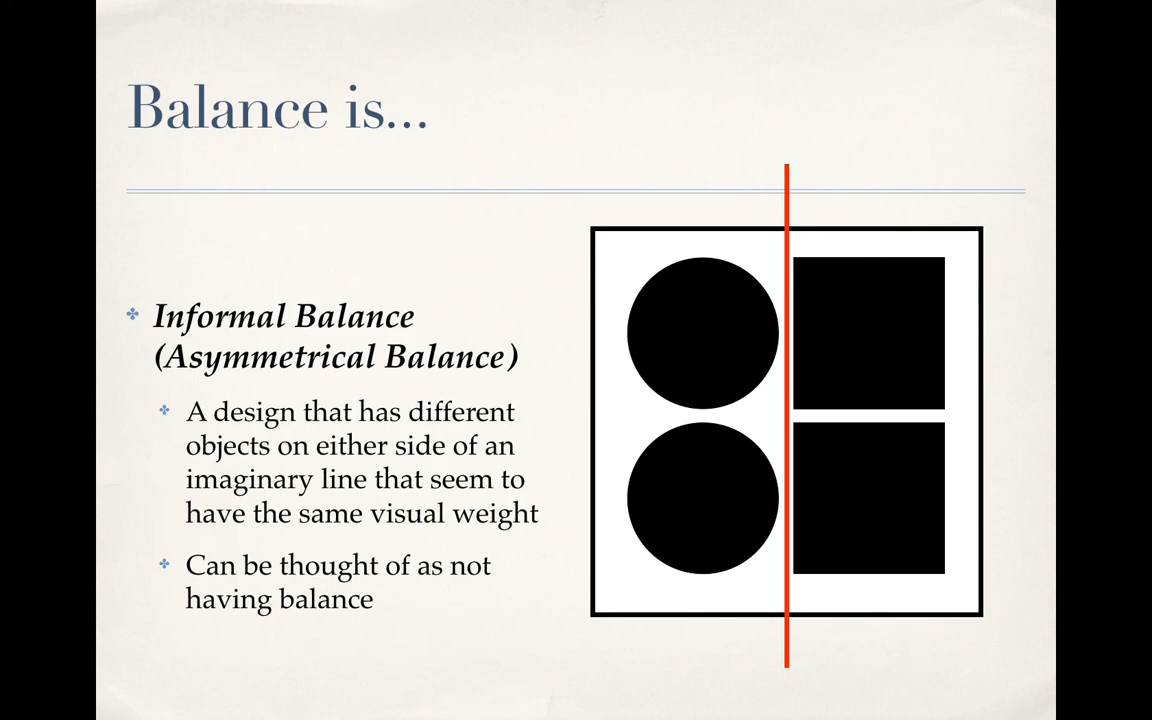 Balance is...
Informal Balance
(Asymmetrical Balance)
A design that has different
objects on either side of an
imaginary line that seem to
have the same visual weight
Can be thought of as not
having balance